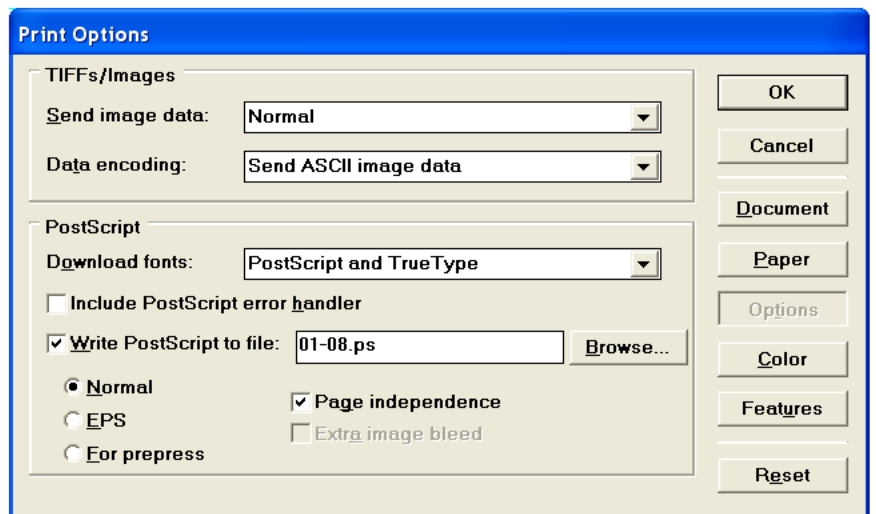 Print Options
TIFFs/Images
Send image data:
Normal
Data encoding:
Send ASCII image data
PostScript
Download fonts:
PostScript and TrueType
Include PostScript error handler
Write PostScript to file:
01-08.ps
Browse...
Normal
EPS
For prepress
Page independence
Extra image bleed
OK
Cancel
Document
Paper
Options
Color
Features
Reset